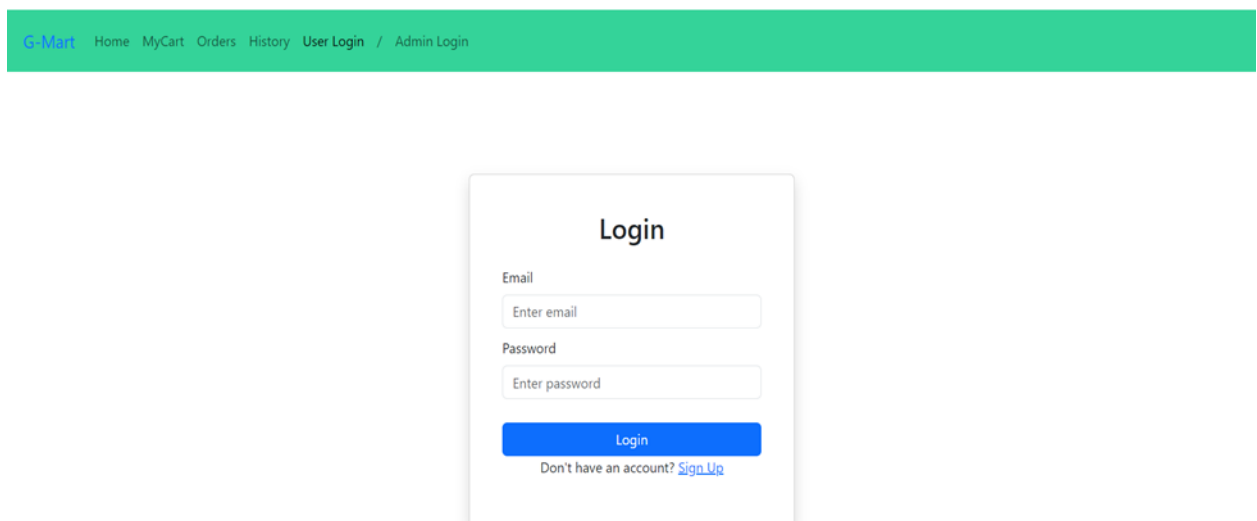 G-Mart Home MyCart Orders History User Login / Admin Login
Login
Email
Enter email
Password
Enter password
Login
Don't have an account? Sign Up